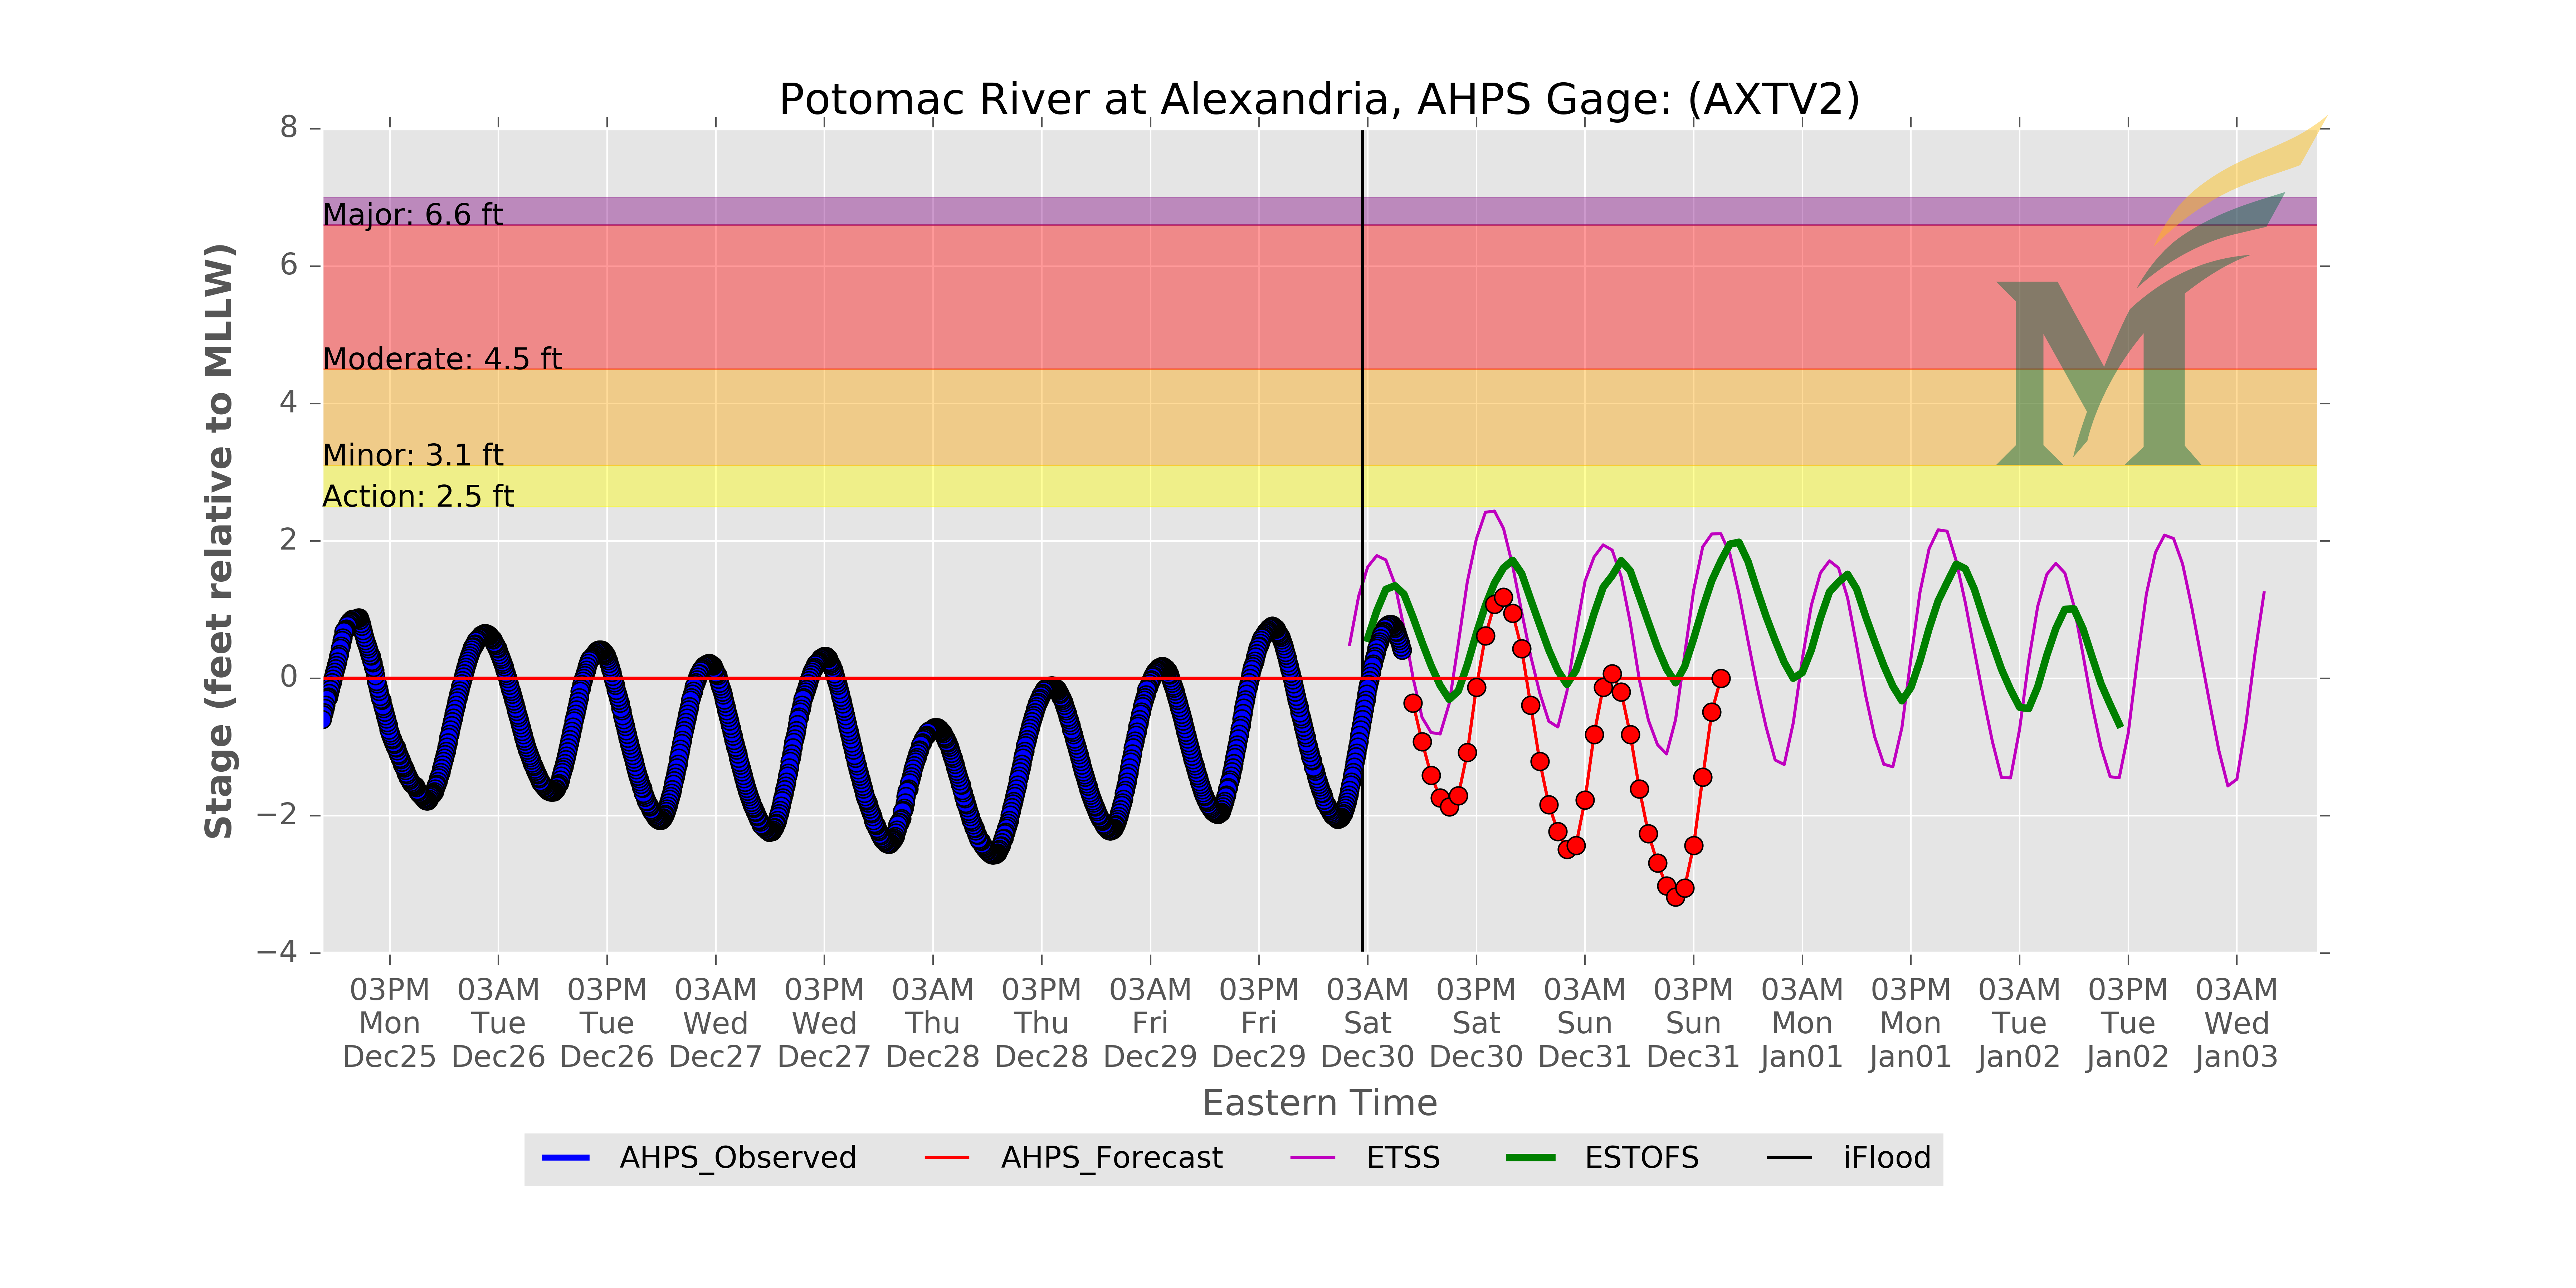 Potomac River at Alexandria, AHPS Gage: (AXTV2)
8
6
4
2
0
−2
−4
Stage (feet relative to MLLW)
Major: 6.6 ft
Moderate: 4.5 ft
Minor: 3.1 ft
Action: 2.5 ft
M
03PM 03AM 03PM 03AM 03PM 03AM 03PM 03AM 03PM 03AM 03PM 03AM 03PM 03AM 03PM 03AM 03PM 03AM
Mon Tue Tue Wed Wed Thu Thu Fri Fri Sat Sat Sun Sun Mon Mon Tue Tue Wed
Dec25 Dec26 Dec26 Dec27 Dec27 Dec28 Dec28 Dec29 Dec29 Dec30 Dec30 Dec31 Dec31 Jan01 Jan01 Jan02 Jan02 Jan03
Eastern Time
AHPS_Observed AHPS_Forecast ETSS ESTOFS iFlood